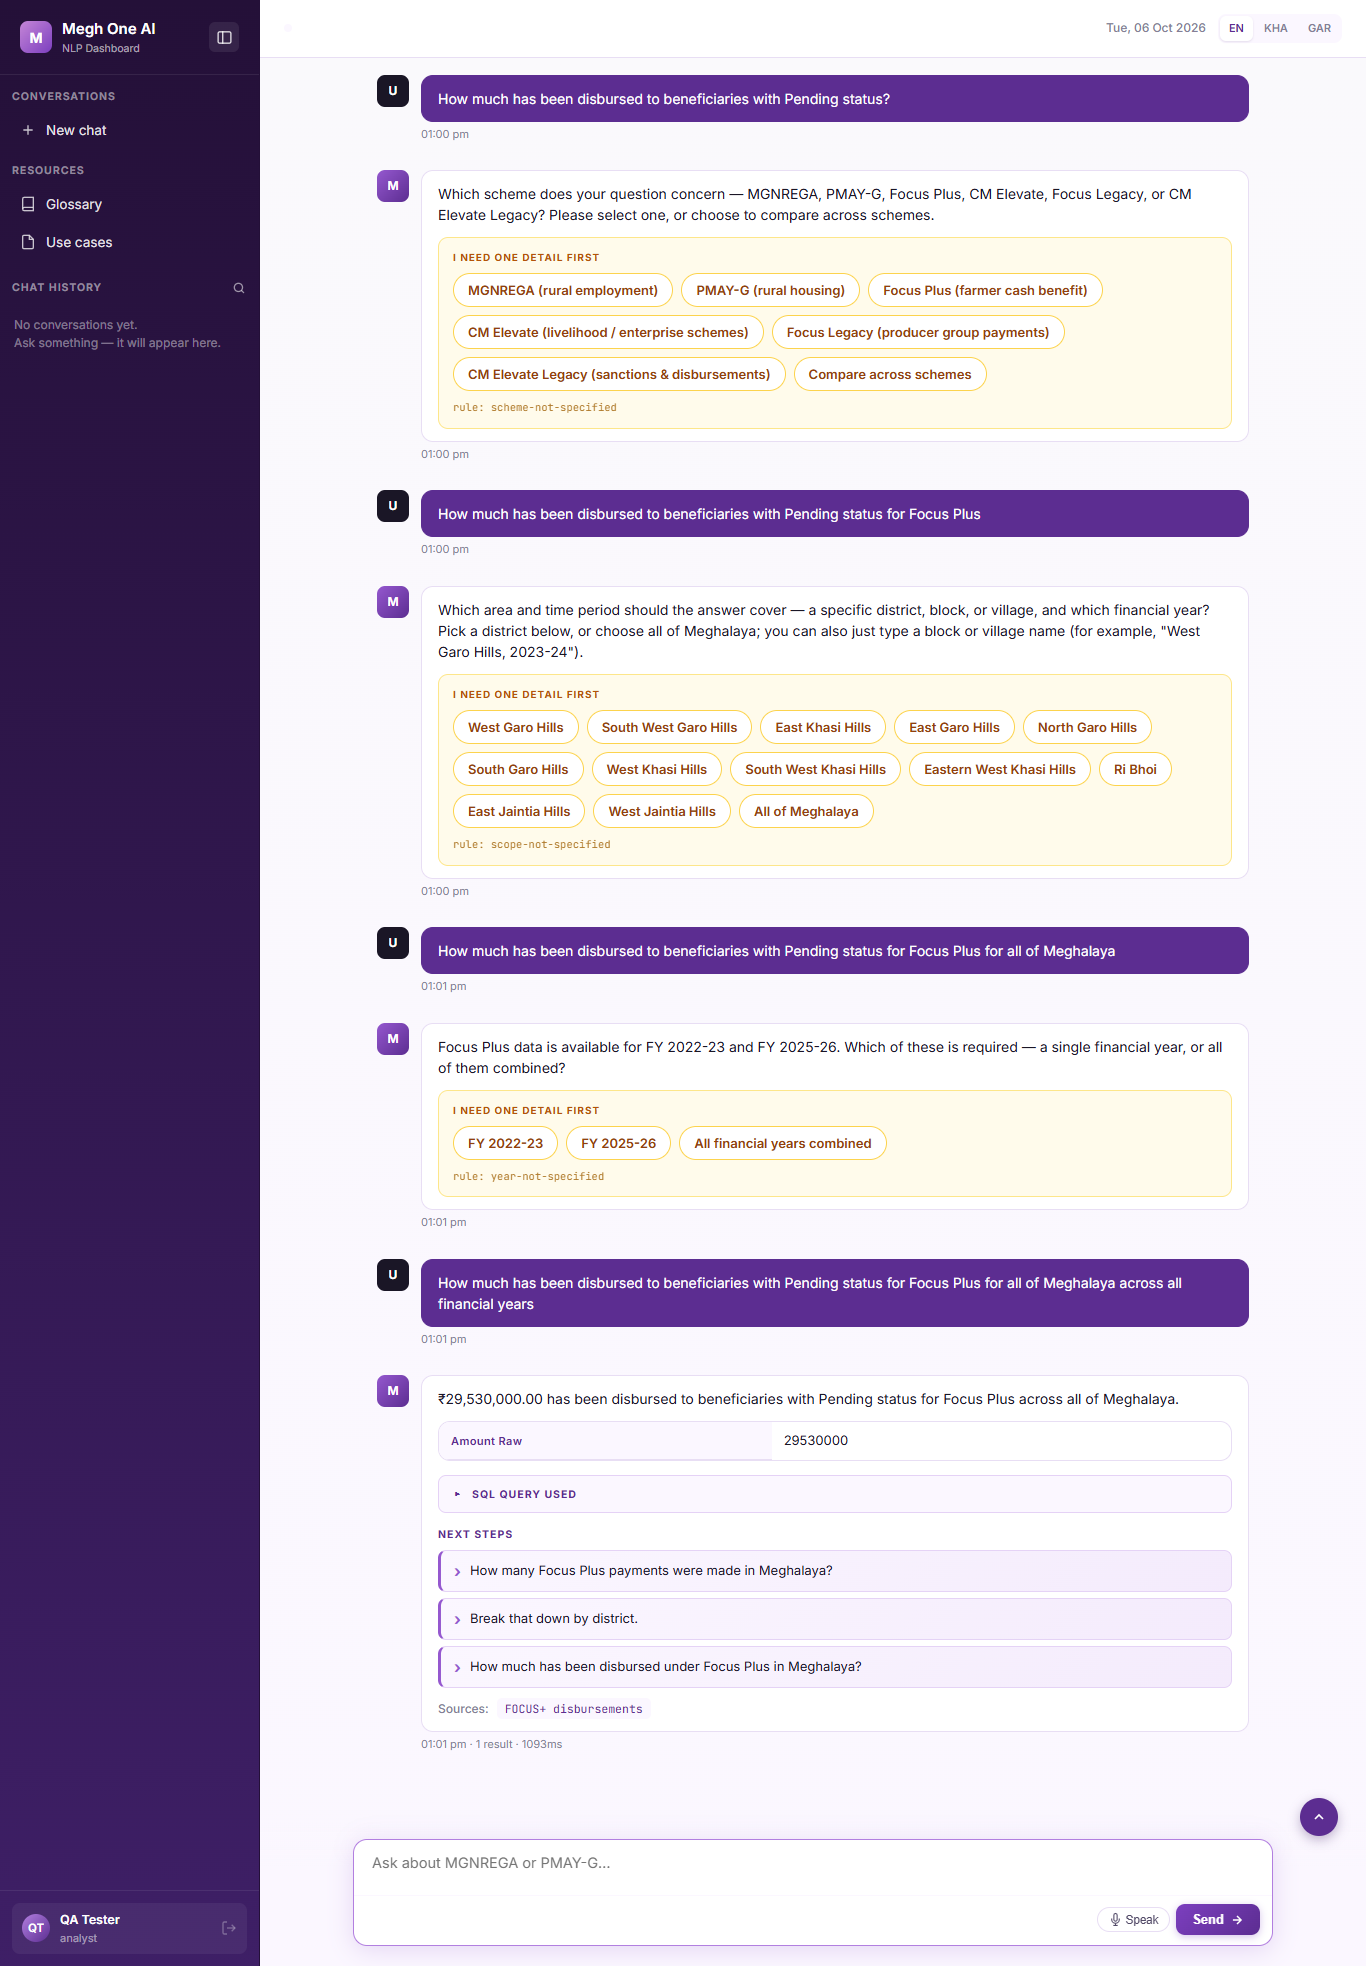 M
Megh One AI
NLP Dashboard
CONVERSATIONS
New chat
RESOURCES
Glossary
Use cases
CHAT HISTORY
No conversations yet.
Ask something — it will appear here.
QT
QA Tester
analyst
Tue, 06 Oct 2026
EN
KHA
GAR
U
How much has been disbursed to beneficiaries with Pending status?
01:00 pm
M
Which scheme does your question concern — MGNREGA, PMAY-G, Focus Plus, CM Elevate, Focus Legacy, or CM
Elevate Legacy? Please select one, or choose to compare across schemes.
I NEED ONE DETAIL FIRST
MGNREGA (rural employment)
PMAY-G (rural housing)
Focus Plus (farmer cash benefit)
CM Elevate (livelihood / enterprise schemes)
Focus Legacy (producer group payments)
CM Elevate Legacy (sanctions & disbursements)
Compare across schemes
rule: scheme-not-specified
01:00 pm
U
How much has been disbursed to beneficiaries with Pending status for Focus Plus
01:00 pm
M
Which area and time period should the answer cover — a specific district, block, or village, and which financial year?
Pick a district below, or choose all of Meghalaya; you can also just type a block or village name (for example, "West
Garo Hills, 2023-24").
I NEED ONE DETAIL FIRST
West Garo Hills
South West Garo Hills
East Khasi Hills
East Garo Hills
North Garo Hills
South Garo Hills
West Khasi Hills
South West Khasi Hills
Eastern West Khasi Hills
Ri Bhoi
East Jaintia Hills
West Jaintia Hills
All of Meghalaya
rule: scope-not-specified
01:00 pm
U
How much has been disbursed to beneficiaries with Pending status for Focus Plus for all of Meghalaya
01:01 pm
M
Focus Plus data is available for FY 2022-23 and FY 2025-26. Which of these is required — a single financial year, or all
of them combined?
I NEED ONE DETAIL FIRST
FY 2022-23
FY 2025-26
All financial years combined
rule: year-not-specified
01:01 pm
U
How much has been disbursed to beneficiaries with Pending status for Focus Plus for all of Meghalaya across all
financial years
01:01 pm
M
₹29,530,000.00 has been disbursed to beneficiaries with Pending status for Focus Plus across all of Meghalaya.
Amount Raw
29530000
SQL QUERY USED
NEXT STEPS
How many Focus Plus payments were made in Meghalaya?
Break that down by district.
How much has been disbursed under Focus Plus in Meghalaya?
Sources:
FOCUS+ disbursements
01:01 pm · 1 result · 1093ms
Ask about MGNREGA or PMAY-G...
Speak
Send →